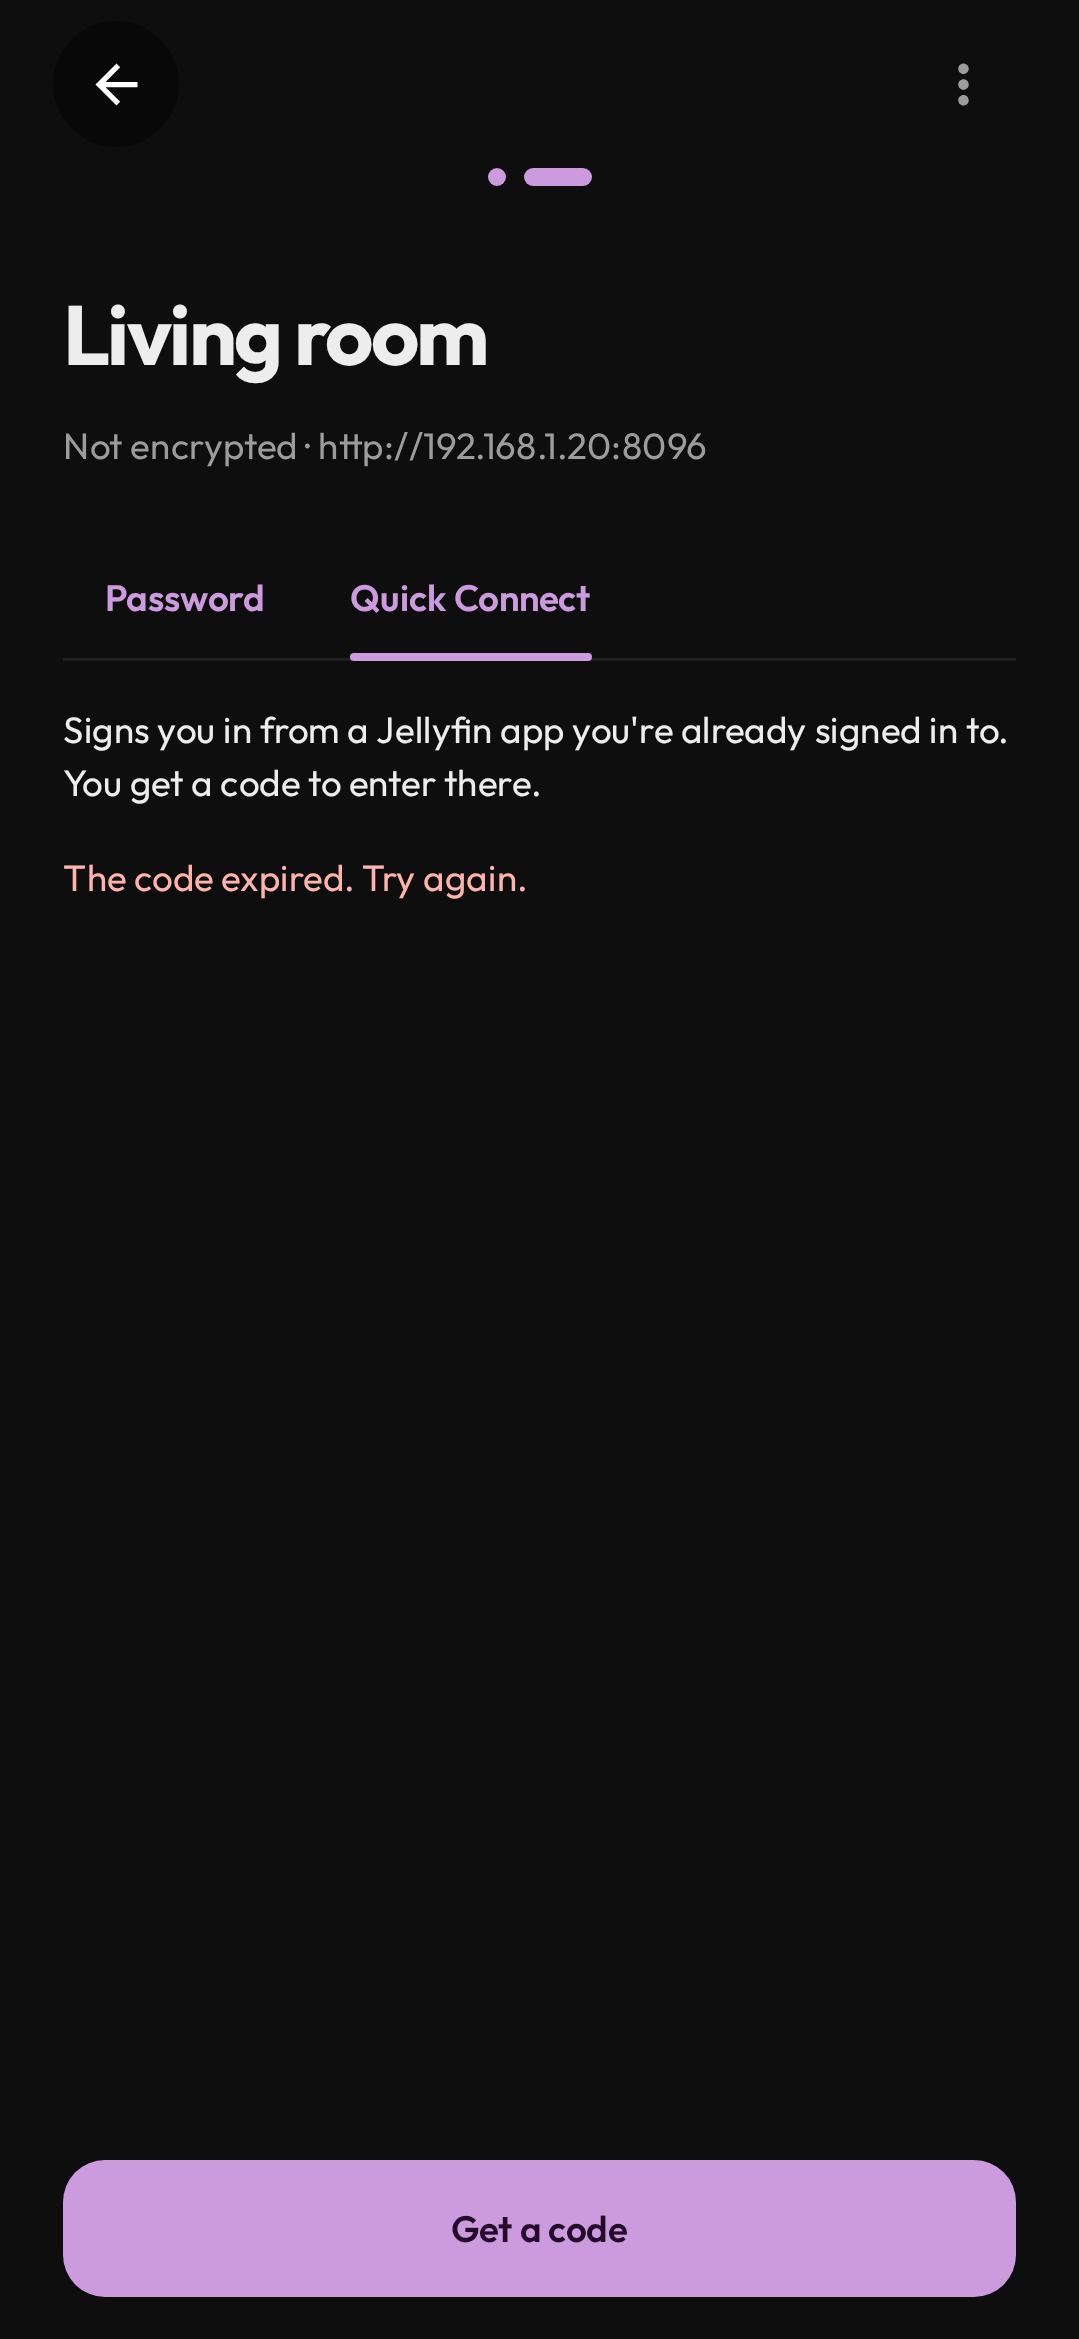 Living room
Not encrypted · http://192.168.1.20:8096
Password
Quick Connect
Signs you in from a Jellyfin app you're already signed in to.
You get a code to enter there.
The code expired. Try again.
Get a code